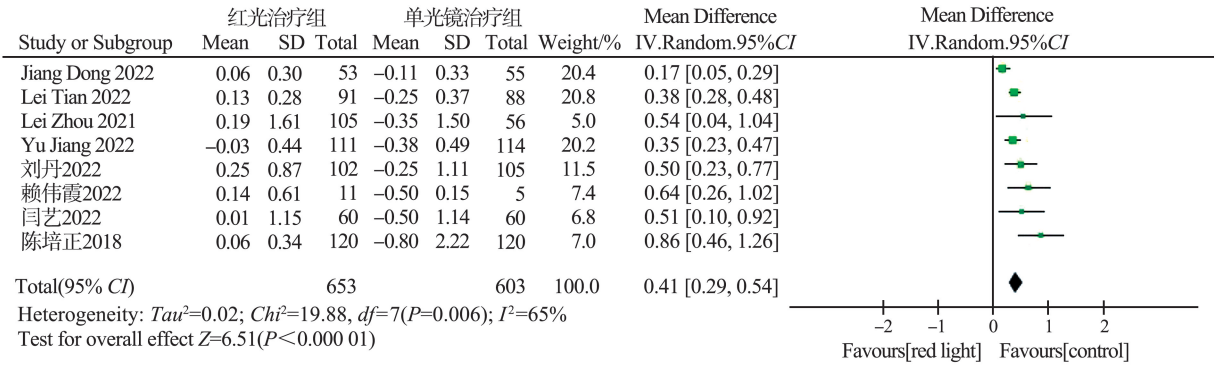 红光治疗组 单光镜治疗组 Mean Difference Mean Difference
Study or Subgroup Mean SD Total Mean SD Total Weight/% IV.Random.95%CI IV.Random.95%CI
Jiang Dong 2022 0.06 0.30 53 −0.11 0.33 55 20.4 0.17 [0.05, 0.29]
Lei Tian 2022 0.13 0.28 91 −0.25 0.37 88 20.8 0.38 [0.28, 0.48]
Lei Zhou 2021 0.19 1.61 105 −0.35 1.50 56 5.0 0.54 [0.04, 1.04]
Yu Jiang 2022 −0.03 0.44 111 −0.38 0.49 114 20.2 0.35 [0.23, 0.47]
刘丹2022 0.25 0.87 102 −0.25 1.11 105 11.5 0.50 [0.23, 0.77]
赖伟霞2022 0.14 0.61 11 −0.50 0.15 5 7.4 0.64 [0.26, 1.02]
闫艺2022 0.01 1.15 60 −0.50 1.14 60 6.8 0.51 [0.10, 0.92]
陈培正2018 0.06 0.34 120 −0.80 2.22 120 7.0 0.86 [0.46, 1.26]
Total(95% CI) 653 603 100.0 0.41 [0.29, 0.54]
Heterogeneity: Tau²=0.02; Chi²=19.88, df=7(P=0.006); I²=65%
Test for overall effect Z=6.51(P＜0.000 01)
−2 −1 0 1 2
Favours[red light] Favours[control]